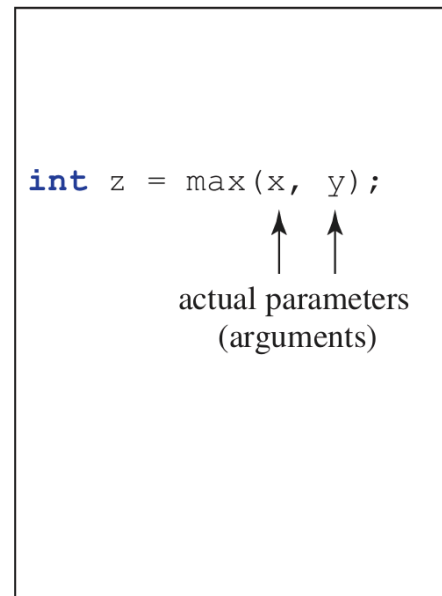 int z = max(x, y);
actual parameters
(arguments)